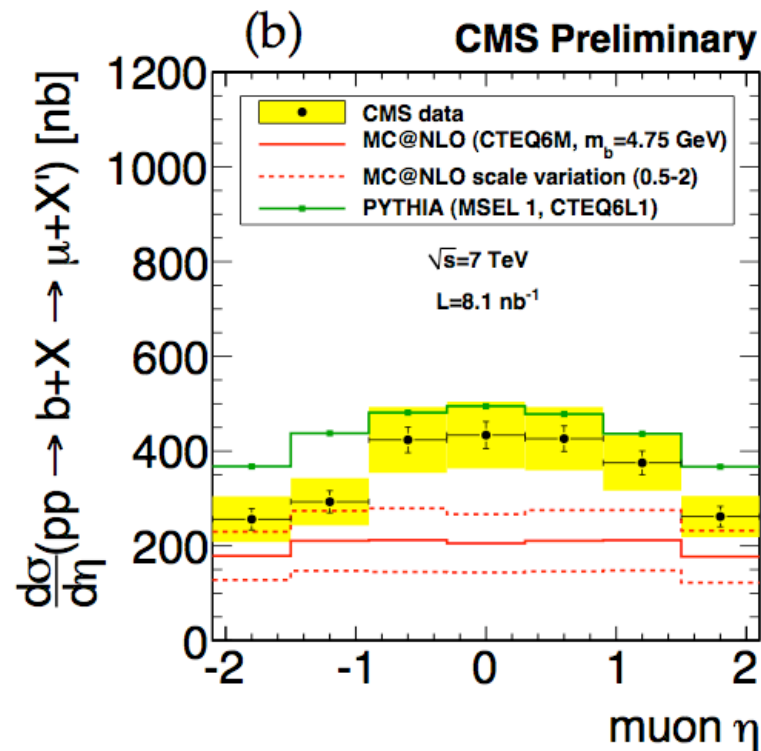 (b) CMS Preliminary
dσ/dη (pp → b+X → μ+X') [nb]
1200
1000
800
600
400
200
0
CMS data
MC@NLO (CTEQ6M, m_b=4.75 GeV)
MC@NLO scale variation (0.5-2)
PYTHIA (MSEL 1, CTEQ6L1)
√s=7 TeV
L=8.1 nb⁻¹
-2 -1 0 1 2
muon η